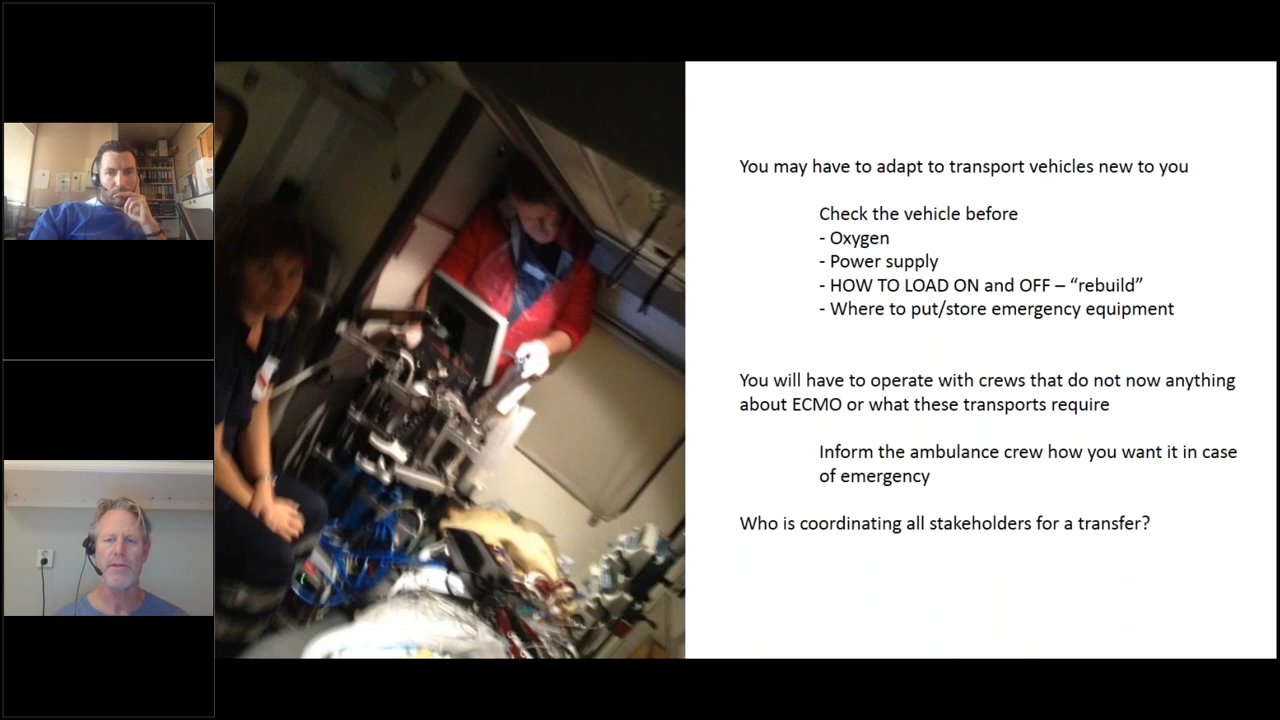 You may have to adapt to transport vehicles new to you
Check the vehicle before
- Oxygen
- Power supply
- HOW TO LOAD ON and OFF – “rebuild”
- Where to put/store emergency equipment
You will have to operate with crews that do not now anything
about ECMO or what these transports require
Inform the ambulance crew how you want it in case
of emergency
Who is coordinating all stakeholders for a transfer?